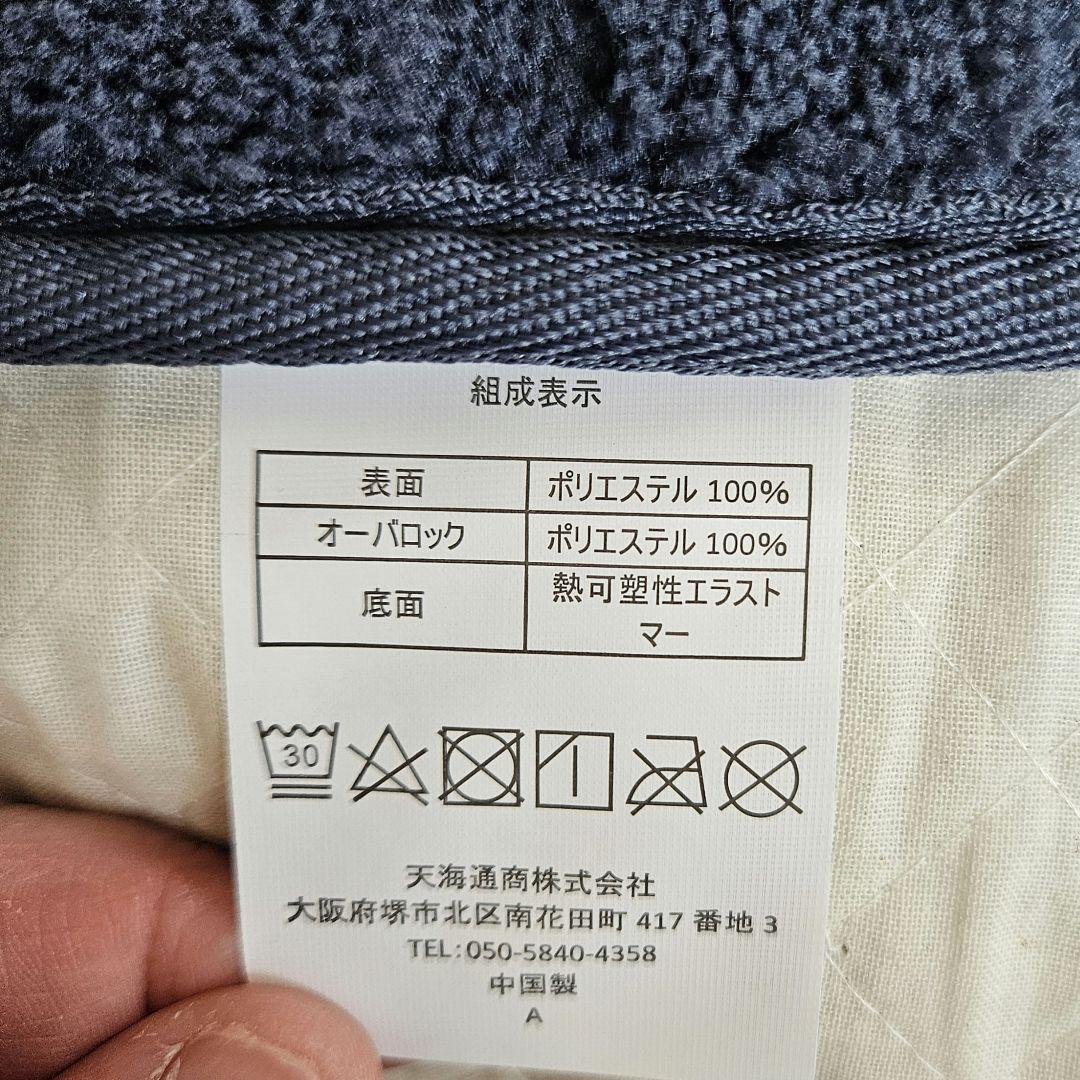 組成表示
表面 ポリエステル 100%
オーバロック ポリエステル 100%
底面 熱可塑性エラスト
マー
30
天海通商株式会社
大阪府堺市北区南花田町 417 番地 3
TEL:050-5840-4358
中国製
A